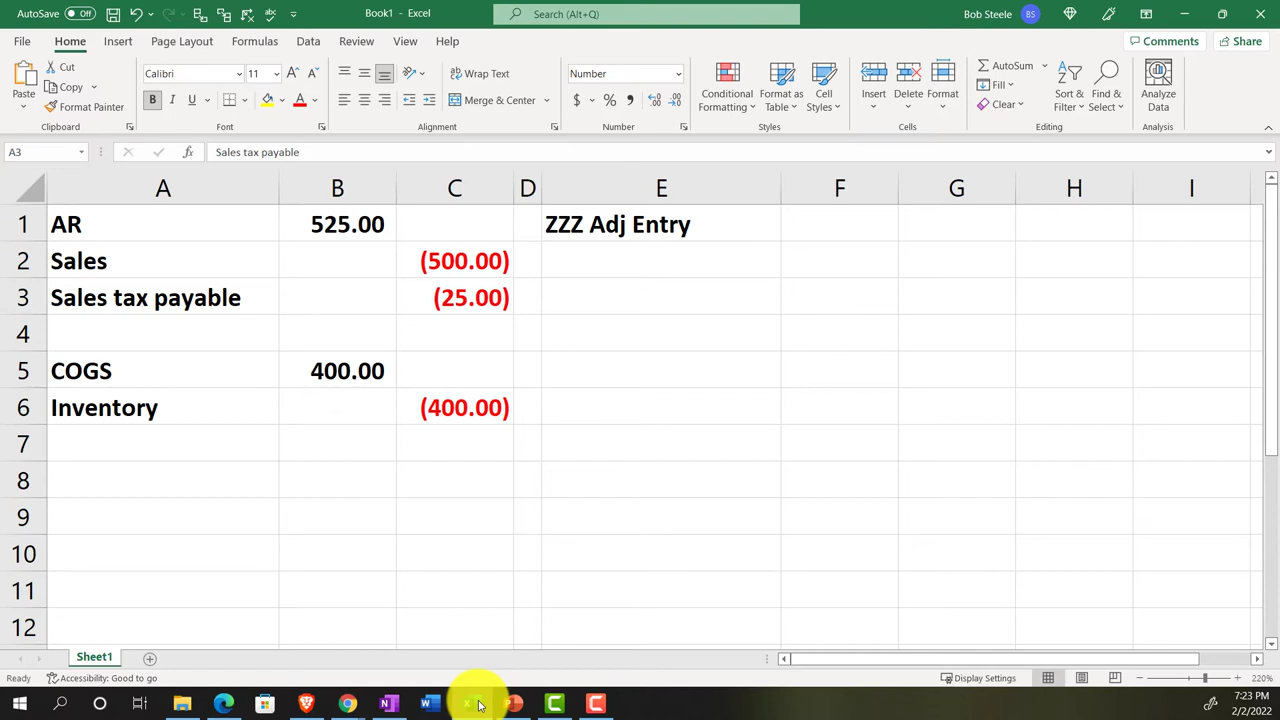 AutoSave Off Book1 - Excel Search (Alt+Q) Bob Steele BS
File Home Insert Page Layout Formulas Data Review View Help Comments Share
Cut
Copy
Format Painter
Paste
Clipboard
Calibri 11
B I U
Font
Wrap Text
Merge & Center
Alignment
Number
$ % ,
Number
Conditional Formatting
Format as Table
Cell Styles
Styles
Insert Delete Format
Cells
AutoSum
Fill
Clear
Sort & Filter
Find & Select
Editing
Analyze Data
Analysis
A3 fx Sales tax payable
A B C D E F G H I
1 AR 525.00 ZZZ Adj Entry
2 Sales (500.00)
3 Sales tax payable (25.00)
4
5 COGS 400.00
6 Inventory (400.00)
7
8
9
10
11
12
Sheet1
Ready Accessibility: Good to go Display Settings 220%
7:23 PM
2/2/2022